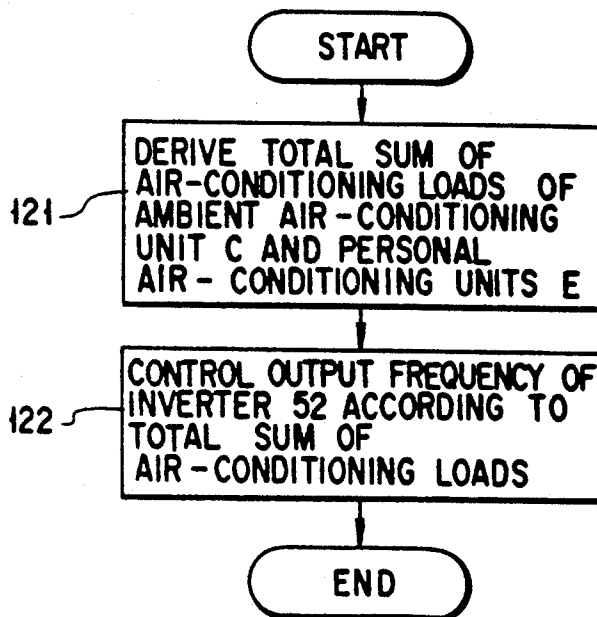 START
121
DERIVE TOTAL SUM OF
AIR-CONDITIONING LOADS OF
AMBIENT AIR-CONDITIONING
UNIT C AND PERSONAL
AIR-CONDITIONING UNITS E
122
CONTROL OUTPUT FREQUENCY OF
INVERTER 52 ACCORDING TO
TOTAL SUM OF
AIR-CONDITIONING LOADS
END